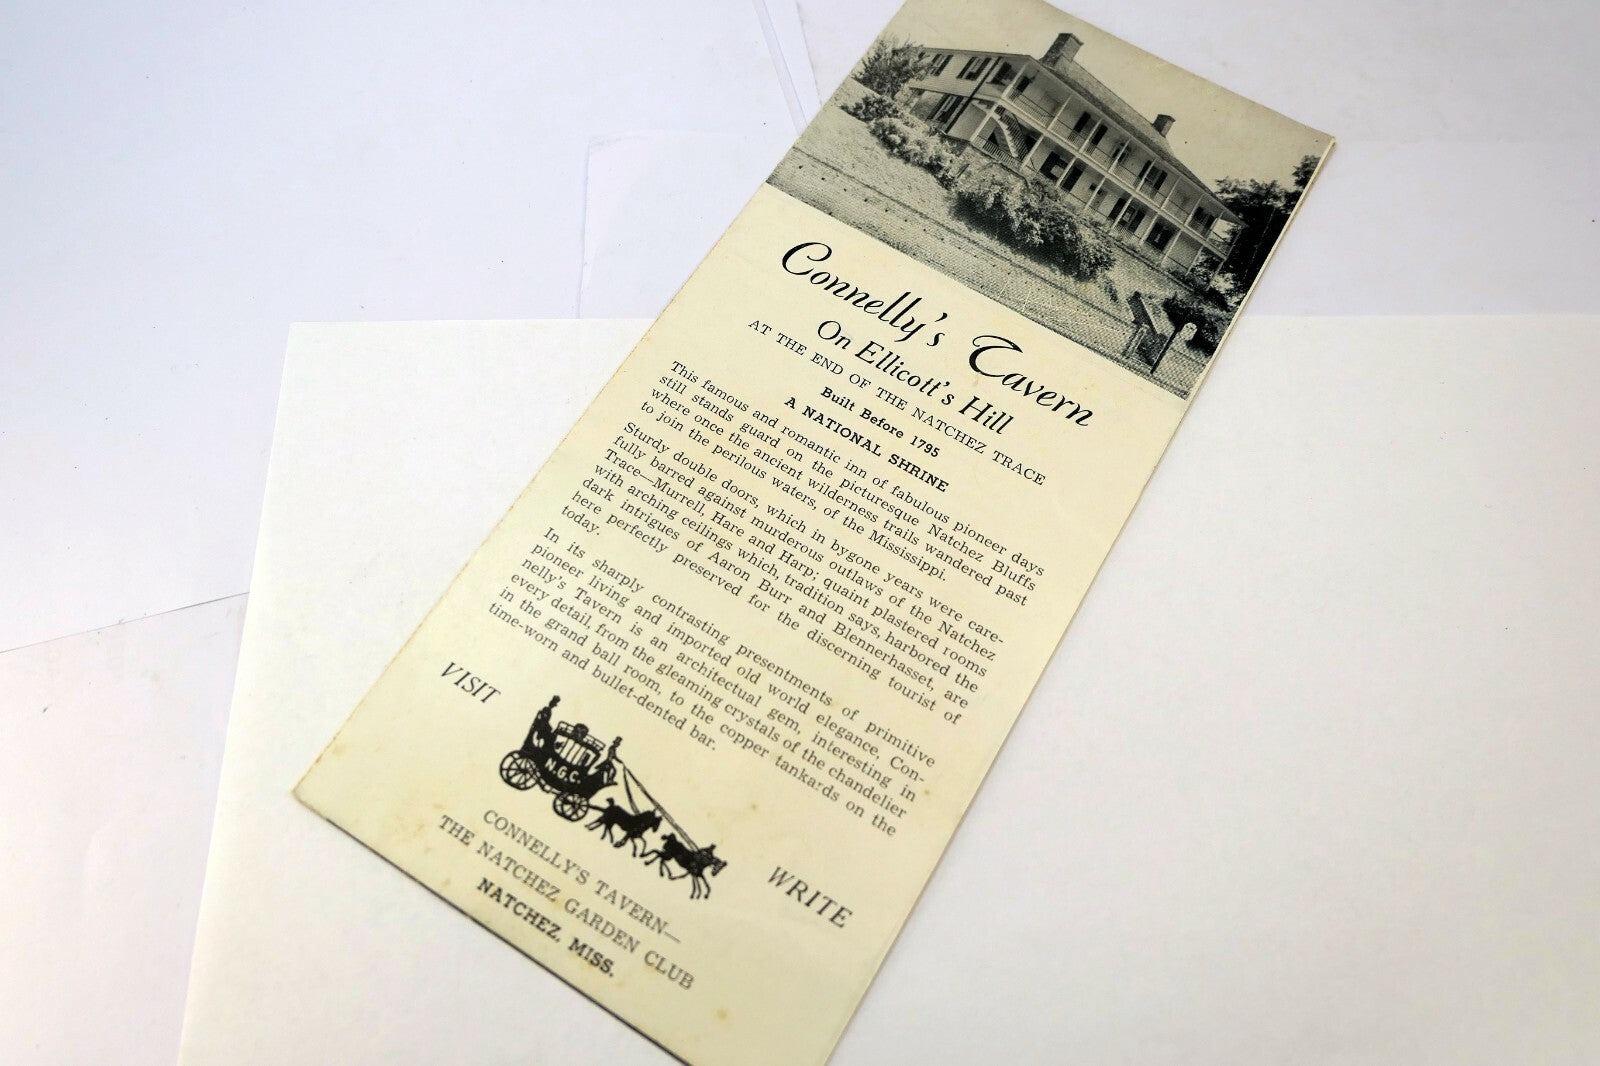 Connelly's Tavern
On Ellicott's Hill
AT THE END OF THE NATCHEZ TRACE
Built Before 1795
A NATIONAL SHRINE
This famous and romantic inn of fabulous pioneer days
still stands guard on the picturesque Natchez Bluffs
where once the ancient wilderness trails wandered past
to join the perilous waters, of the Mississippi.
Sturdy double doors, which in bygone years were care-
fully barred against murderous outlaws of the Natchez
Trace—Murrell, Hare and Harp; quaint plastered rooms
with arching ceilings which, tradition says, harbored the
dark intrigues of Aaron Burr and Blennerhasset, are
here perfectly preserved for the discerning tourist of
today.
In its sharply contrasting presentments of primitive
pioneer living and imported old world elegance, Con-
nelly's Tavern is an architectual gem, interesting in
every detail, from the gleaming crystals of the chandelier
in the grand ball room, to the copper tankards on the
time-worn and bullet-dented bar.
VISIT
N.G.C.
WRITE
CONNELLY'S TAVERN—
THE NATCHEZ GARDEN CLUB
NATCHEZ, MISS.